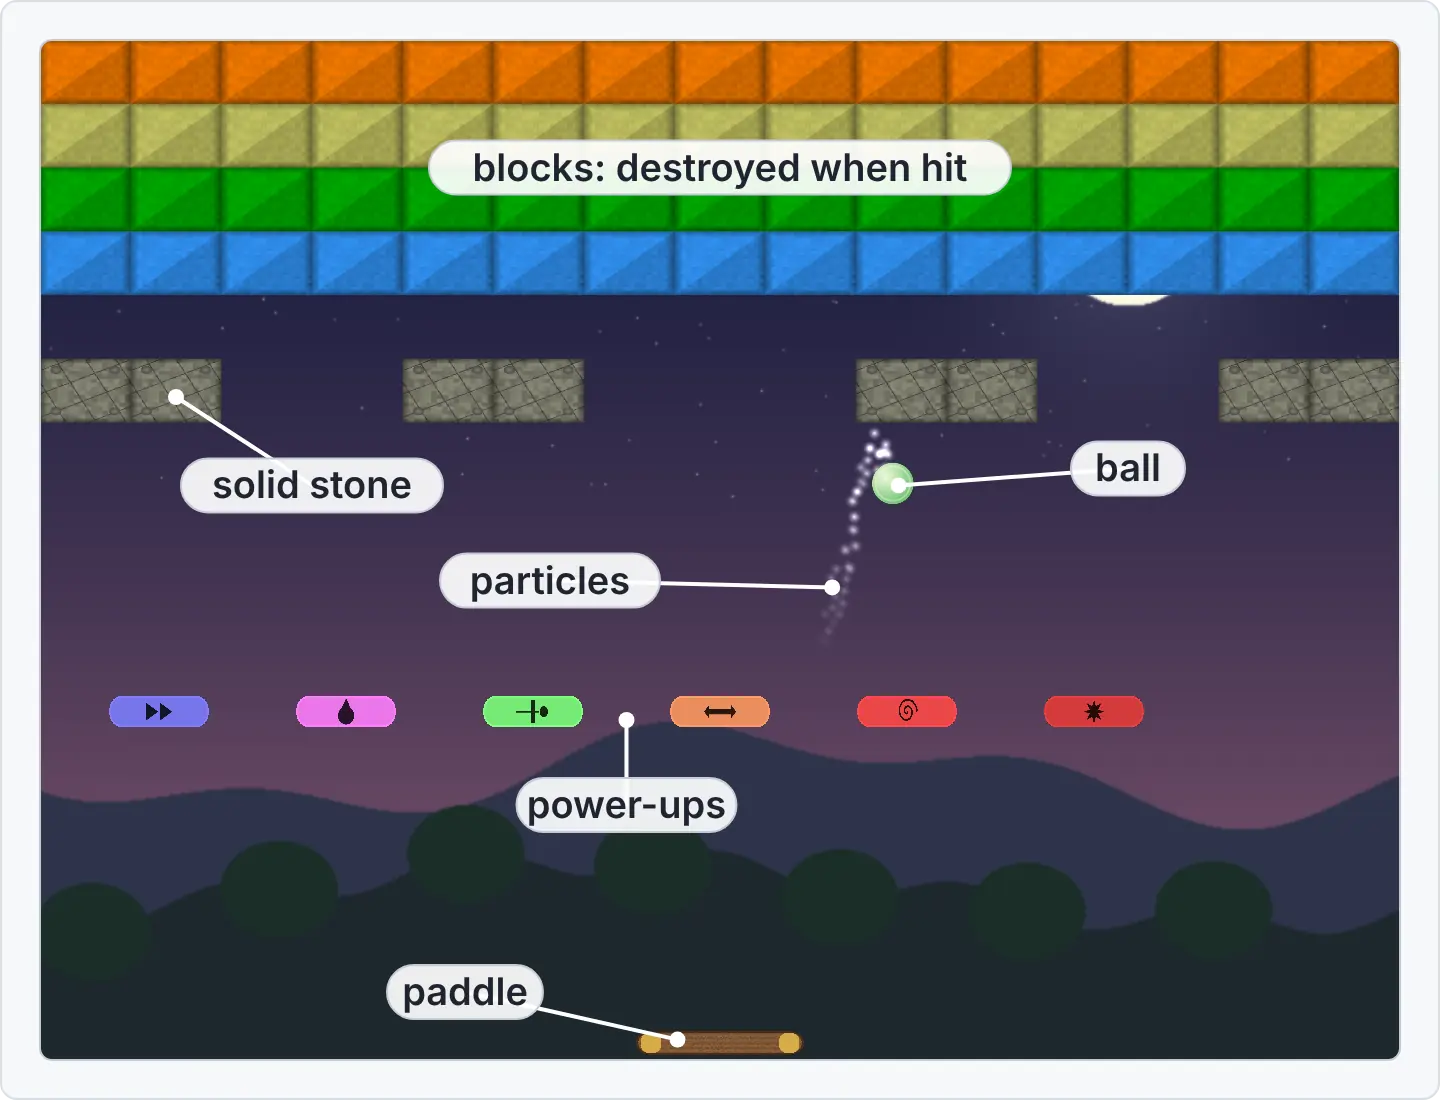 blocks: destroyed when hit
solid stone
ball
particles
power-ups
paddle